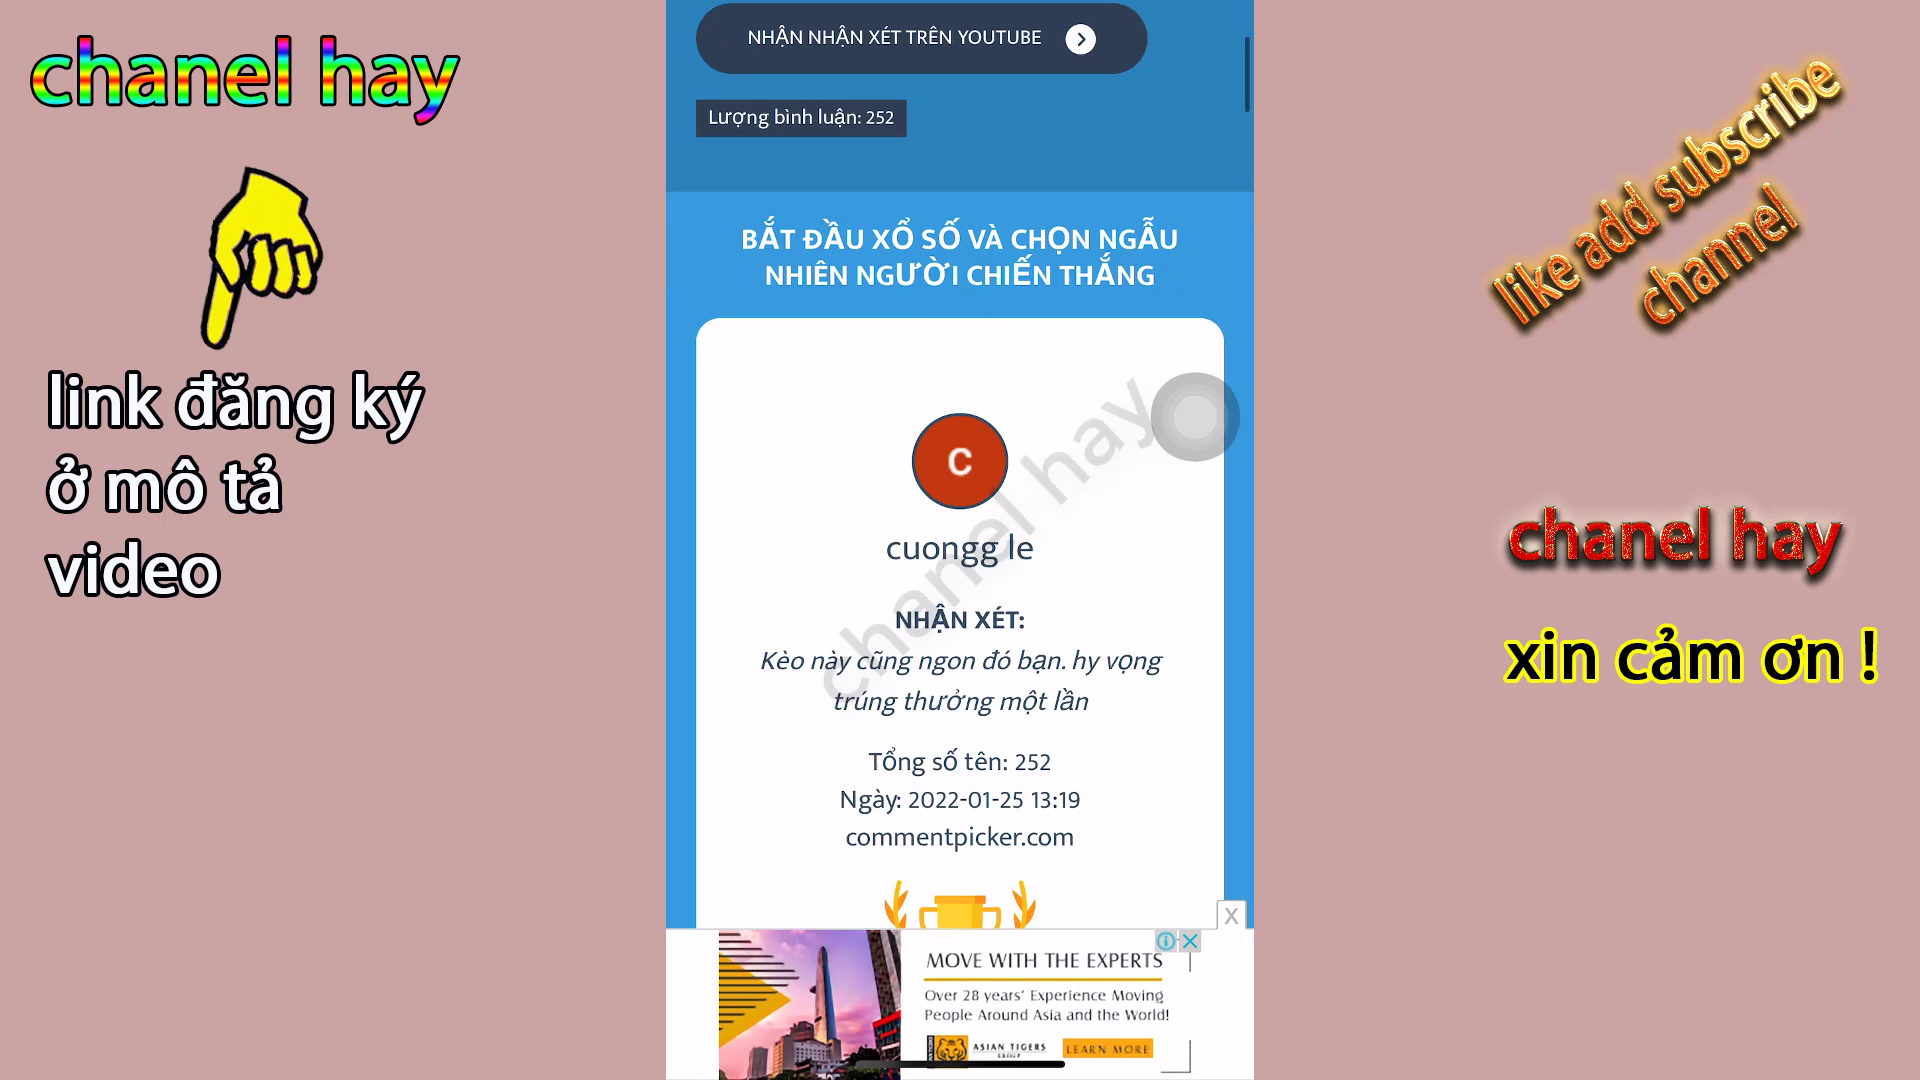 chanel hay
link đăng ký
ở mô tả
video
NHẬN NHẬN XÉT TRÊN YOUTUBE
Lượng bình luận: 252
BẮT ĐẦU XỔ SỐ VÀ CHỌN NGẪU
NHIÊN NGƯỜI CHIẾN THẮNG
C
cuongg le
NHẬN XÉT:
Kèo này cũng ngon đó bạn. hy vọng
trúng thưởng một lần
Tổng số tên: 252
Ngày: 2022-01-25 13:19
commentpicker.com
chanel hay
X
MOVE WITH THE EXPERTS
Over 28 years' Experience Moving
People Around Asia and the World!
ASIAN TIGERS
GROUP
LEARN MORE
like add subscribe
channel
chanel hay
xin cảm ơn !